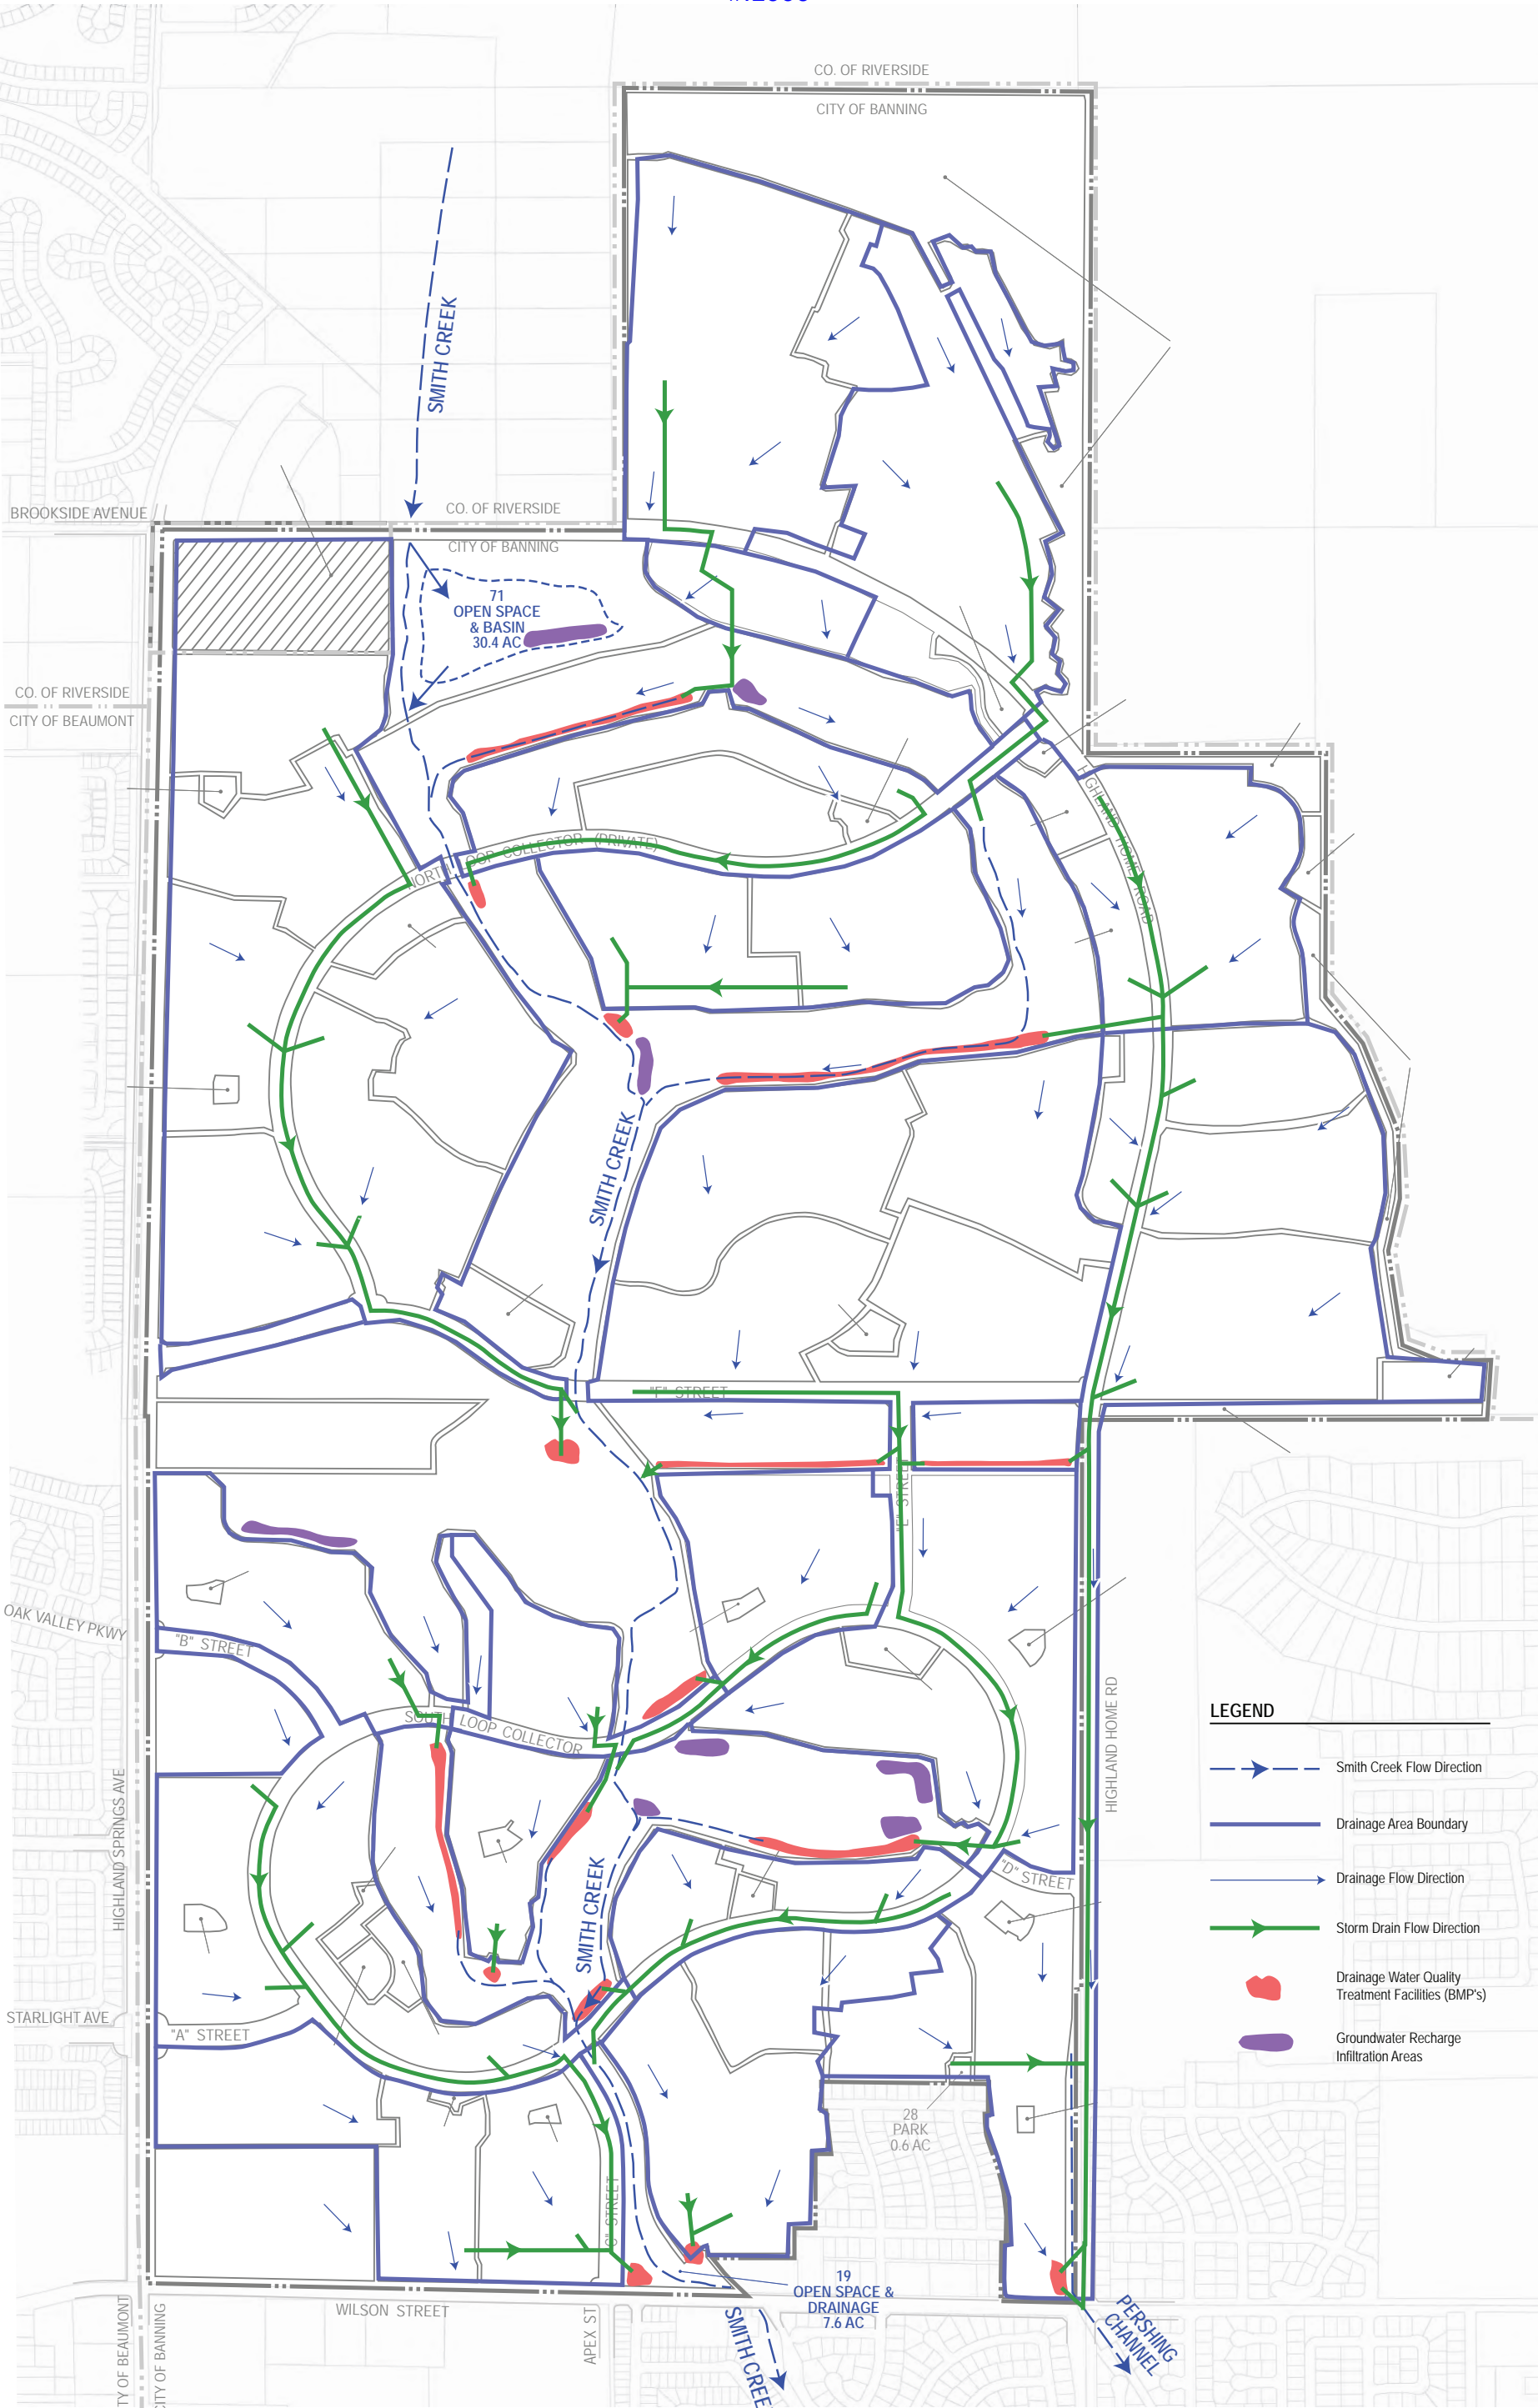 CO. OF RIVERSIDE
CITY OF BANNING
SMITH CREEK
BROOKSIDE AVENUE
CO. OF RIVERSIDE
CITY OF BANNING
71
OPEN SPACE
& BASIN
30.4 AC
CO. OF RIVERSIDE
CITY OF BEAUMONT
HIGHLAND HOME ROAD
NORTH LOOP COLLECTOR (PRIVATE)
SMITH CREEK
"F" STREET
"E" STREET
OAK VALLEY PKWY
"B" STREET
SOUTH LOOP COLLECTOR
HIGHLAND HOME RD
HIGHLAND SPRINGS AVE
"D" STREET
SMITH CREEK
STARLIGHT AVE
"A" STREET
28
PARK
0.6 AC
STREET
19
OPEN SPACE &
DRAINAGE
7.6 AC
WILSON STREET
APEX ST
SMITH CREE
PERSHING
CHANNEL
TY OF BEAUMONT
ITY OF BANNING
LEGEND
Smith Creek Flow Direction
Drainage Area Boundary
Drainage Flow Direction
Storm Drain Flow Direction
Drainage Water Quality
Treatment Facilities (BMP's)
Groundwater Recharge
Infiltration Areas